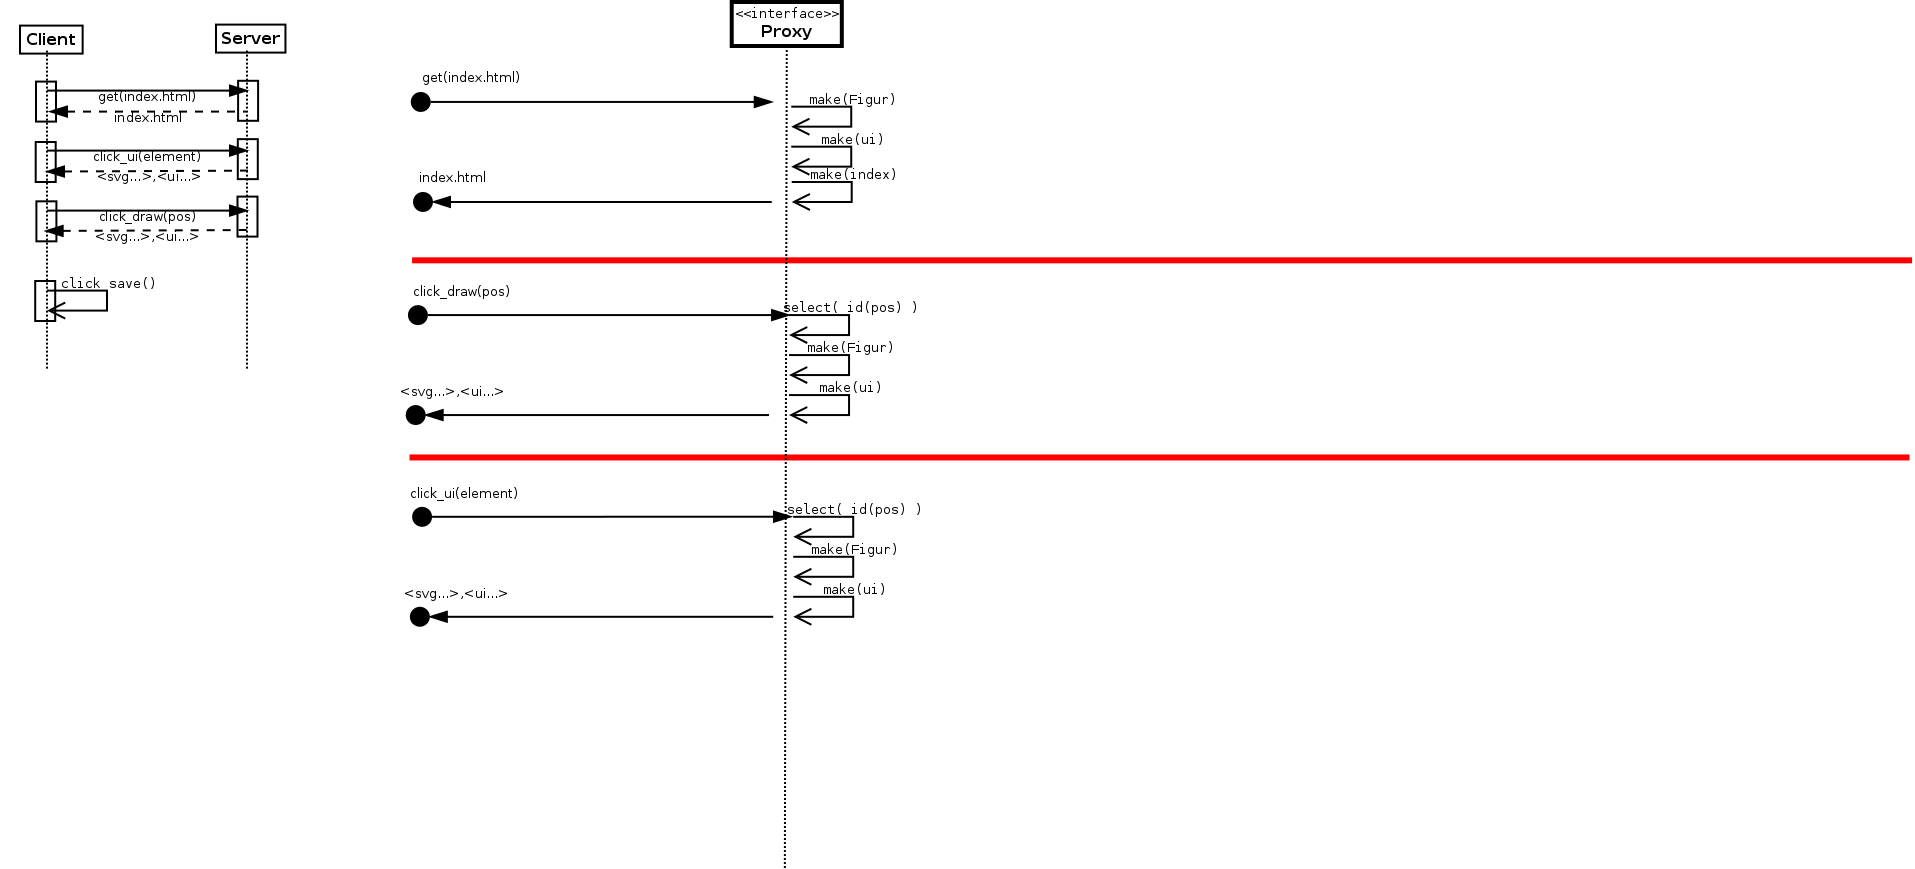 Client
Server
get(index.html)
index.html
click_ui(element)
<svg...>,<ui...>
click_draw(pos)
<svg...>,<ui...>
click_save()
<<interface>>
Proxy
get(index.html)
make(Figur)
make(ui)
make(index)
index.html
click_draw(pos)
select( id(pos) )
make(Figur)
make(ui)
<svg...>,<ui...>
click_ui(element)
select( id(pos) )
make(Figur)
make(ui)
<svg...>,<ui...>